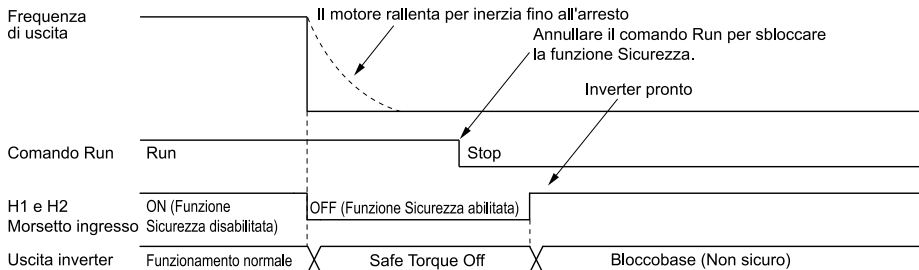 Frequenza
di uscita
Il motore rallenta per inerzia fino all'arresto
Annullare il comando Run per sbloccare
la funzione Sicurezza.
Inverter pronto
Comando Run
Run
Stop
H1 e H2
Morsetto ingresso
ON (Funzione
Sicurezza disabilitata)
OFF (Funzione Sicurezza abilitata)
Uscita inverter
Funzionamento normale
Safe Torque Off
Bloccobase (Non sicuro)